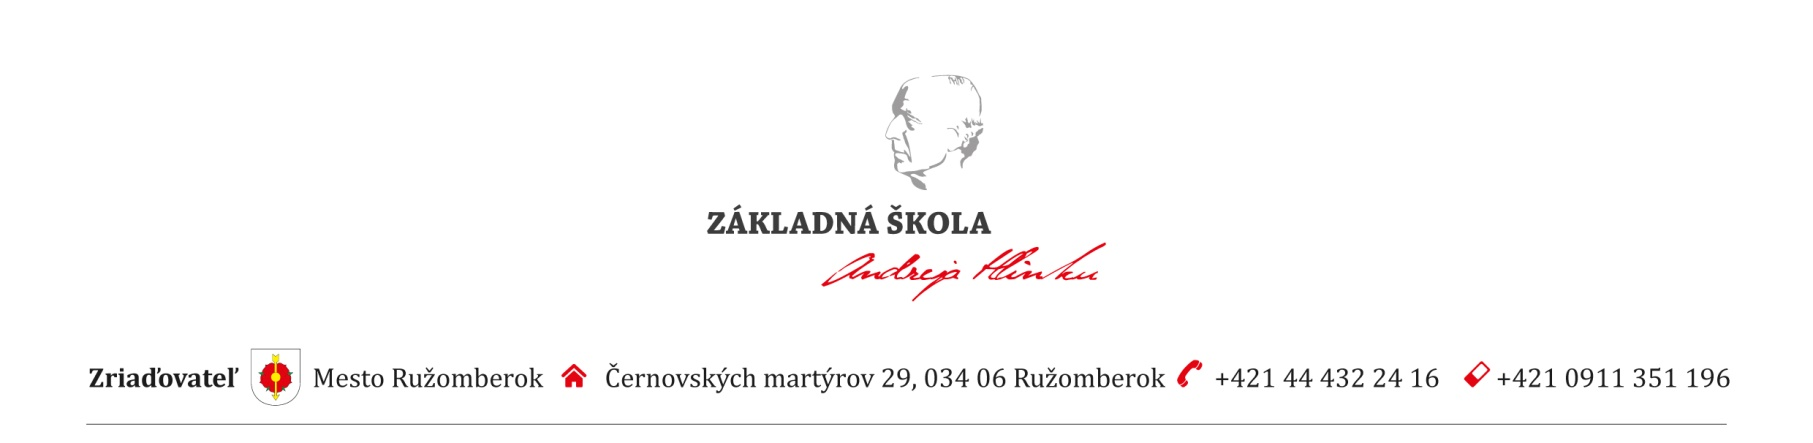 ZÁKLADNÁ ŠKOLA
Andreja Hlinku
Zriaďovateľ Mesto Ružomberok Černovských martýrov 29, 034 06 Ružomberok +421 44 432 24 16 +421 0911 351 196